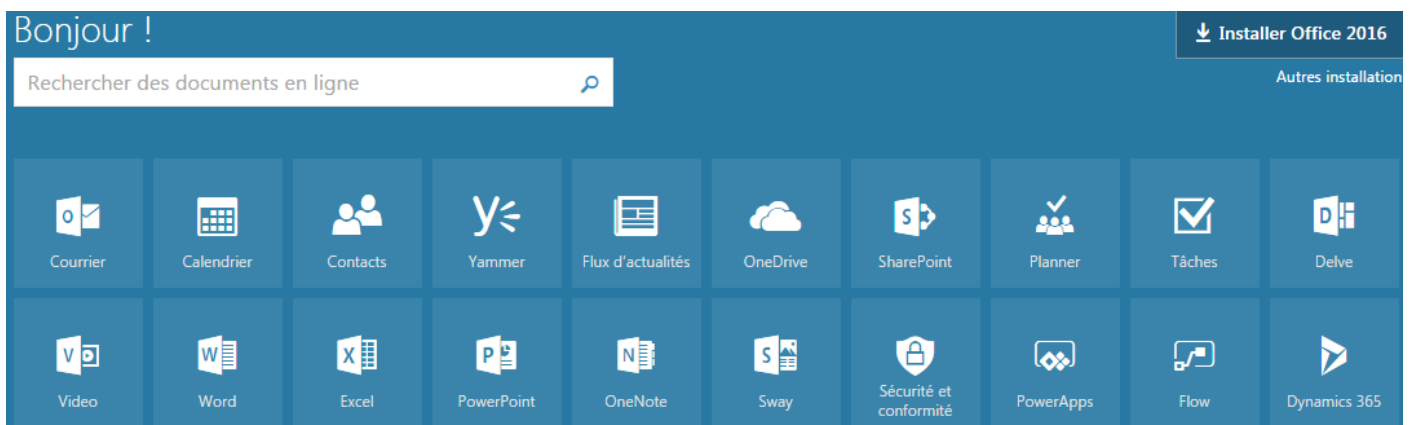 Bonjour !
Installer Office 2016
Rechercher des documents en ligne
Autres installation
Courrier
Calendrier
Contacts
Yammer
Flux d'actualités
OneDrive
SharePoint
Planner
Tâches
Delve
Video
Word
Excel
PowerPoint
OneNote
Sway
Sécurité et
conformité
PowerApps
Flow
Dynamics 365